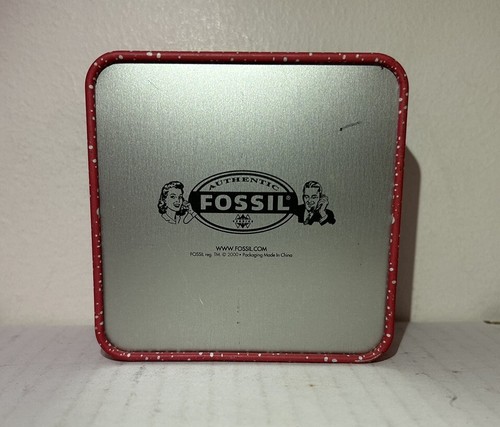 AUTHENTIC
FOSSIL®
WWW.FOSSIL.COM
FOSSIL reg. TM. © 2000 • Packaging Made In China